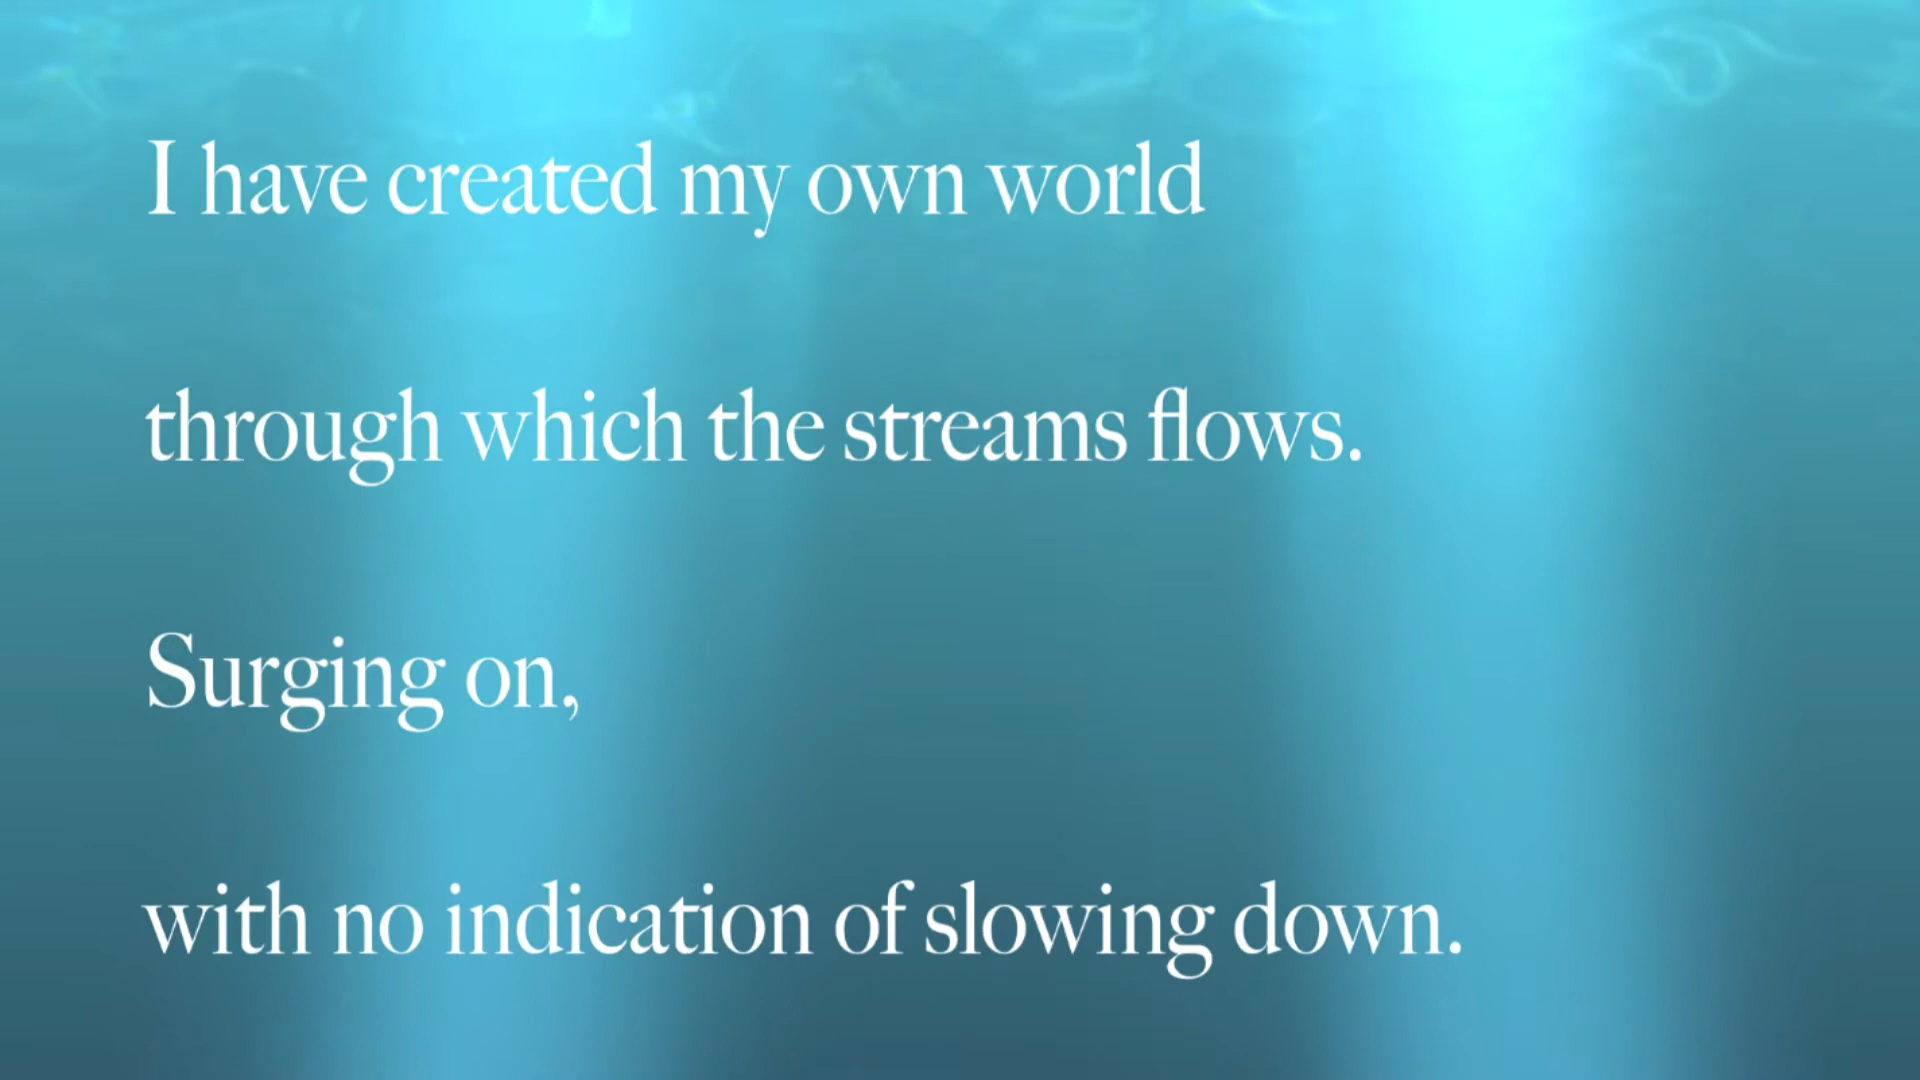 I have created my own world
through which the streams flows.
Surging on,
with no indication of slowing down.